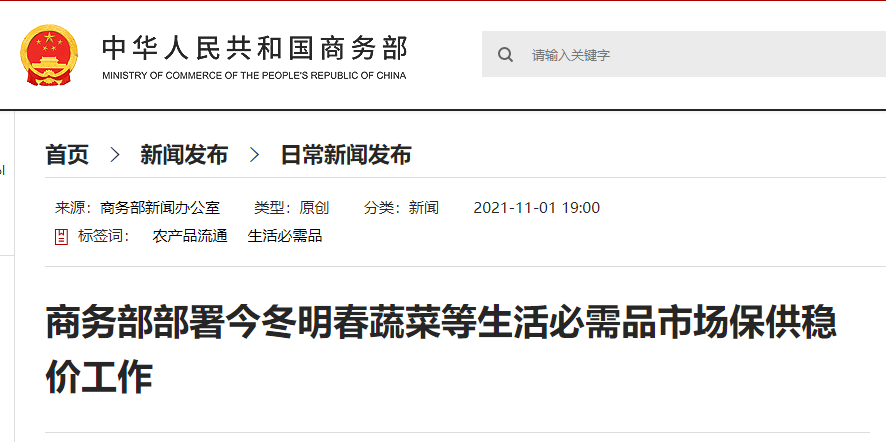 中华人民共和国商务部
MINISTRY OF COMMERCE OF THE PEOPLE'S REPUBLIC OF CHINA
请输入关键字
首页 > 新闻发布 > 日常新闻发布
来源：商务部新闻办公室 类型：原创 分类：新闻 2021-11-01 19:00
标签词： 农产品流通 生活必需品
商务部部署今冬明春蔬菜等生活必需品市场保供稳
价工作